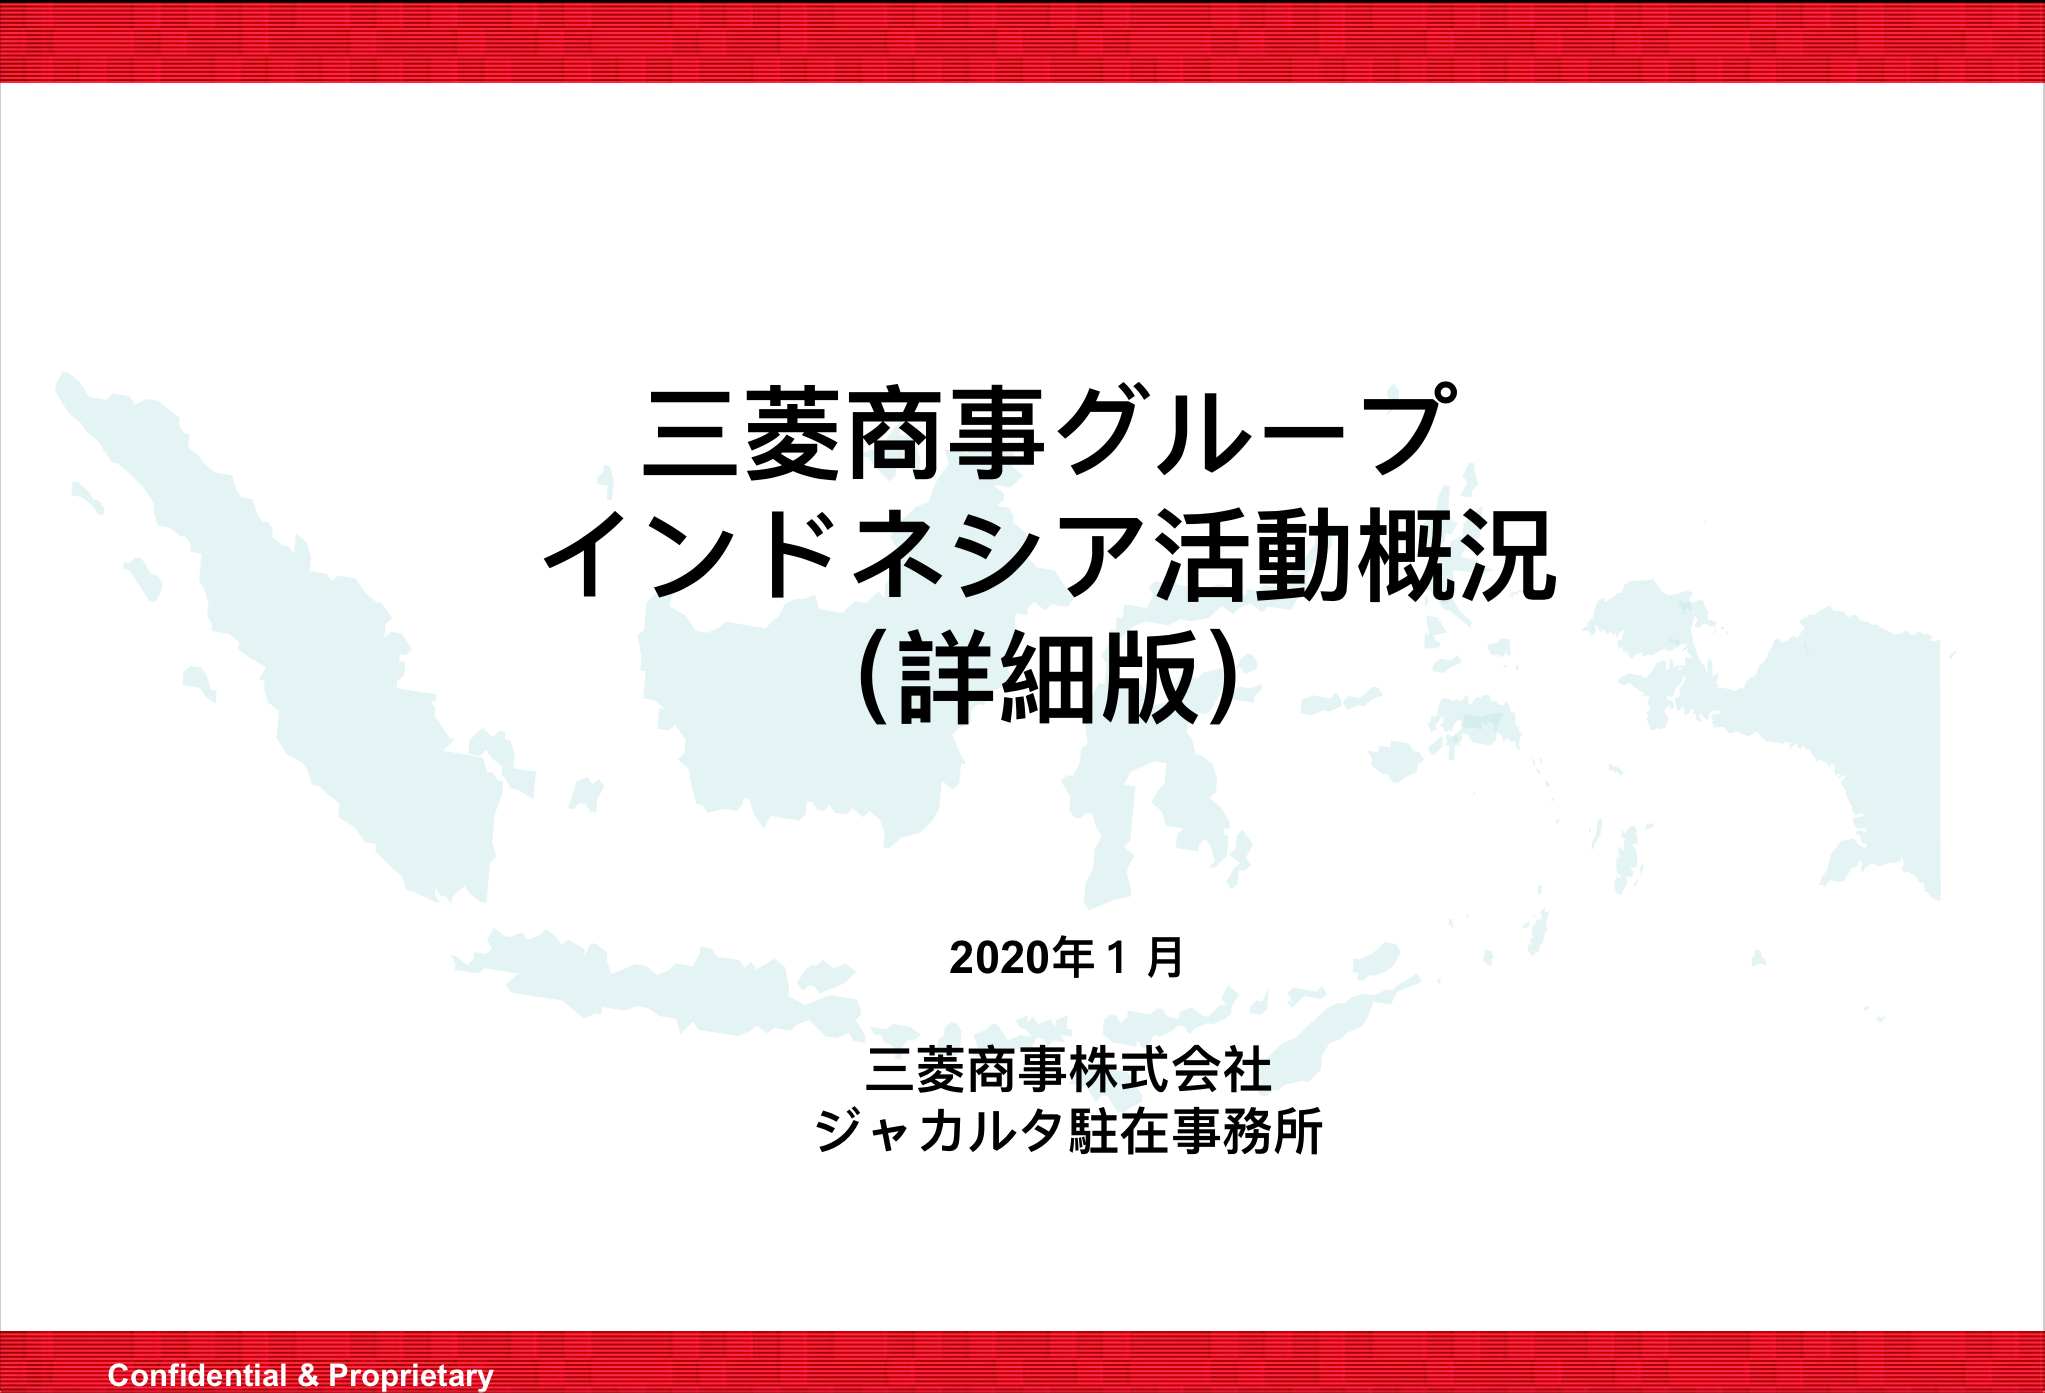 三菱商事グループ
インドネシア活動概況
（詳細版）
2020年１月
三菱商事株式会社
ジャカルタ駐在事務所
Confidential & Proprietary